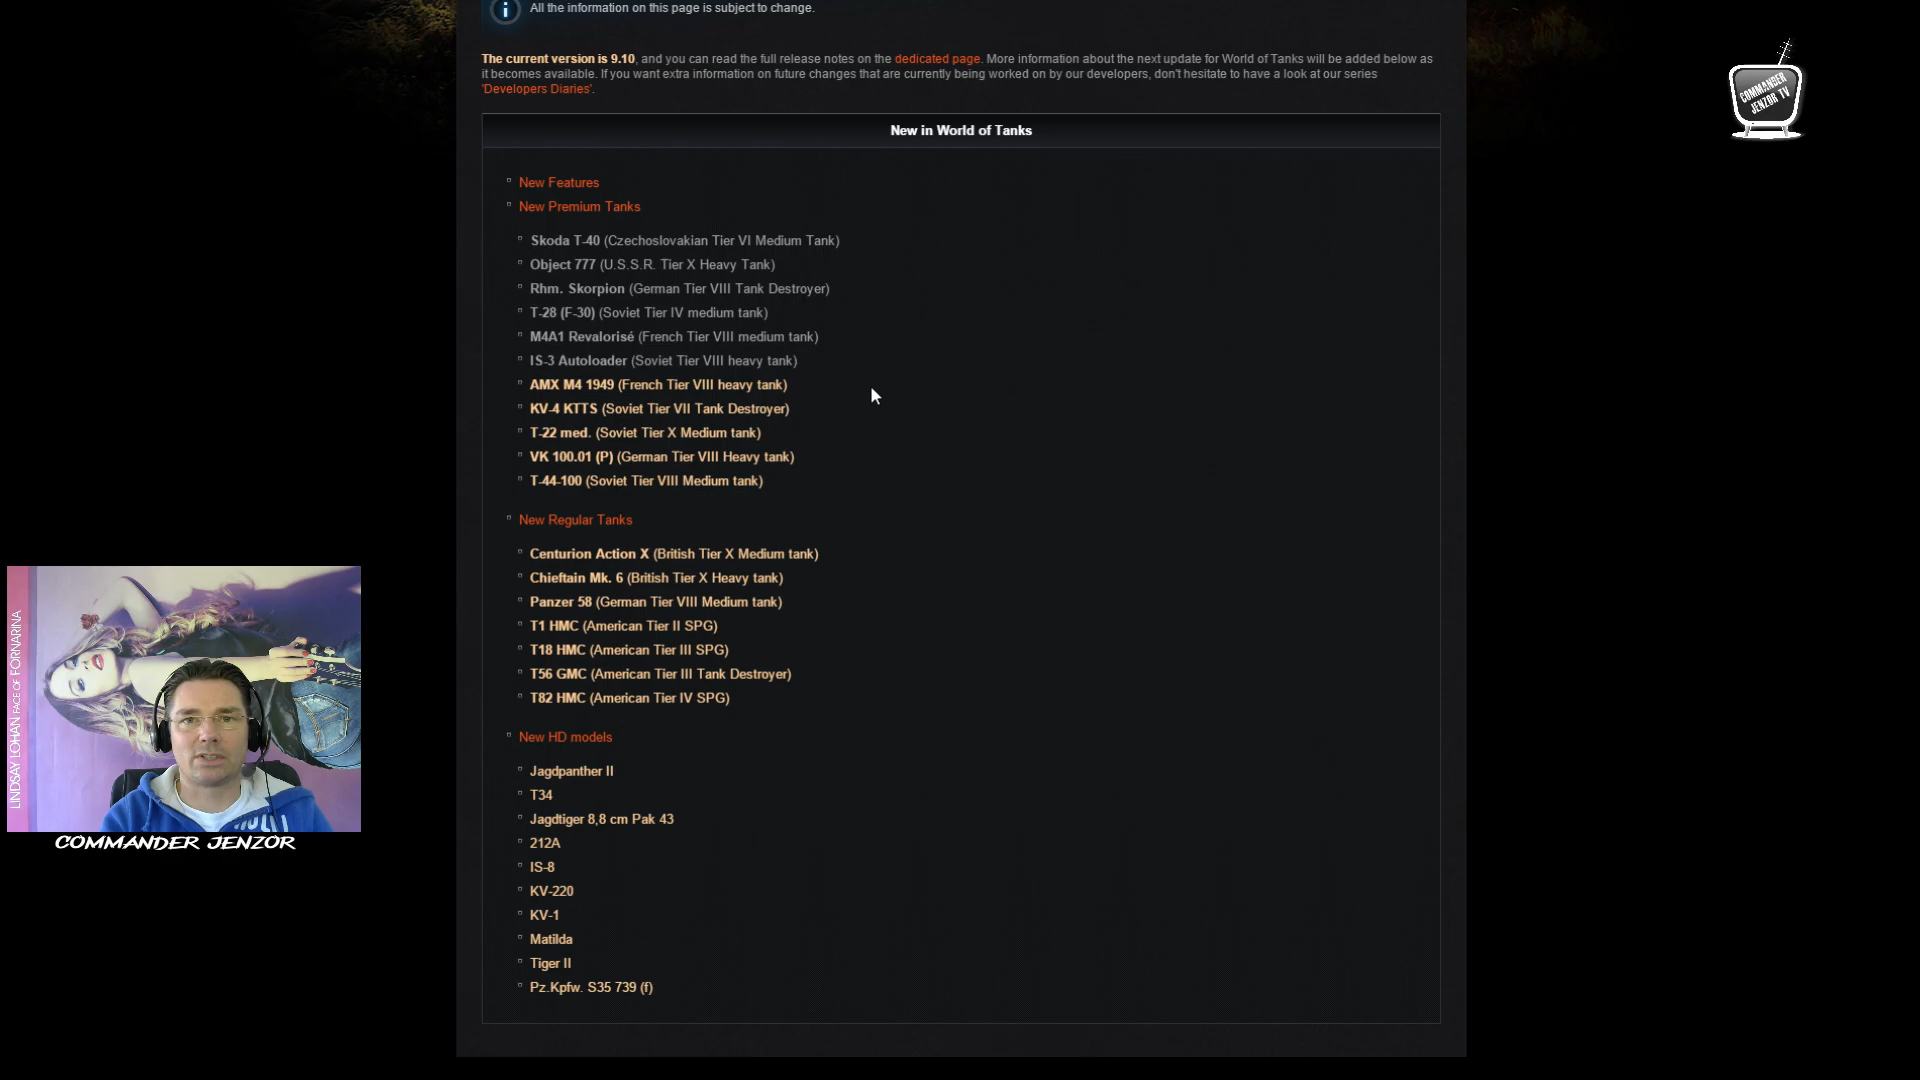 All the information on this page is subject to change.
The current version is 9.10, and you can read the full release notes on the dedicated page. More information about the next update for World of Tanks will be added below as
it becomes available. If you want extra information on future changes that are currently being worked on by our developers, don't hesitate to have a look at our series
'Developers Diaries'.
New in World of Tanks
New Features
New Premium Tanks
Skoda T-40 (Czechoslovakian Tier VI Medium Tank)
Object 777 (U.S.S.R. Tier X Heavy Tank)
Rhm. Skorpion (German Tier VIII Tank Destroyer)
T-28 (F-30) (Soviet Tier IV medium tank)
M4A1 Revalorisé (French Tier VIII medium tank)
IS-3 Autoloader (Soviet Tier VIII heavy tank)
AMX M4 1949 (French Tier VIII heavy tank)
KV-4 KTTS (Soviet Tier VII Tank Destroyer)
T-22 med. (Soviet Tier X Medium tank)
VK 100.01 (P) (German Tier VIII Heavy tank)
T-44-100 (Soviet Tier VIII Medium tank)
New Regular Tanks
Centurion Action X (British Tier X Medium tank)
Chieftain Mk. 6 (British Tier X Heavy tank)
Panzer 58 (German Tier VIII Medium tank)
T1 HMC (American Tier II SPG)
T18 HMC (American Tier III SPG)
T56 GMC (American Tier III Tank Destroyer)
T82 HMC (American Tier IV SPG)
New HD models
Jagdpanther II
T34
Jagdtiger 8,8 cm Pak 43
212A
IS-8
KV-220
KV-1
Matilda
Tiger II
Pz.Kpfw. S35 739 (f)
COMMANDER
JENZOR TV
LINDSAY LOHAN FACE OF FORNARINA
COMMANDER JENZOR